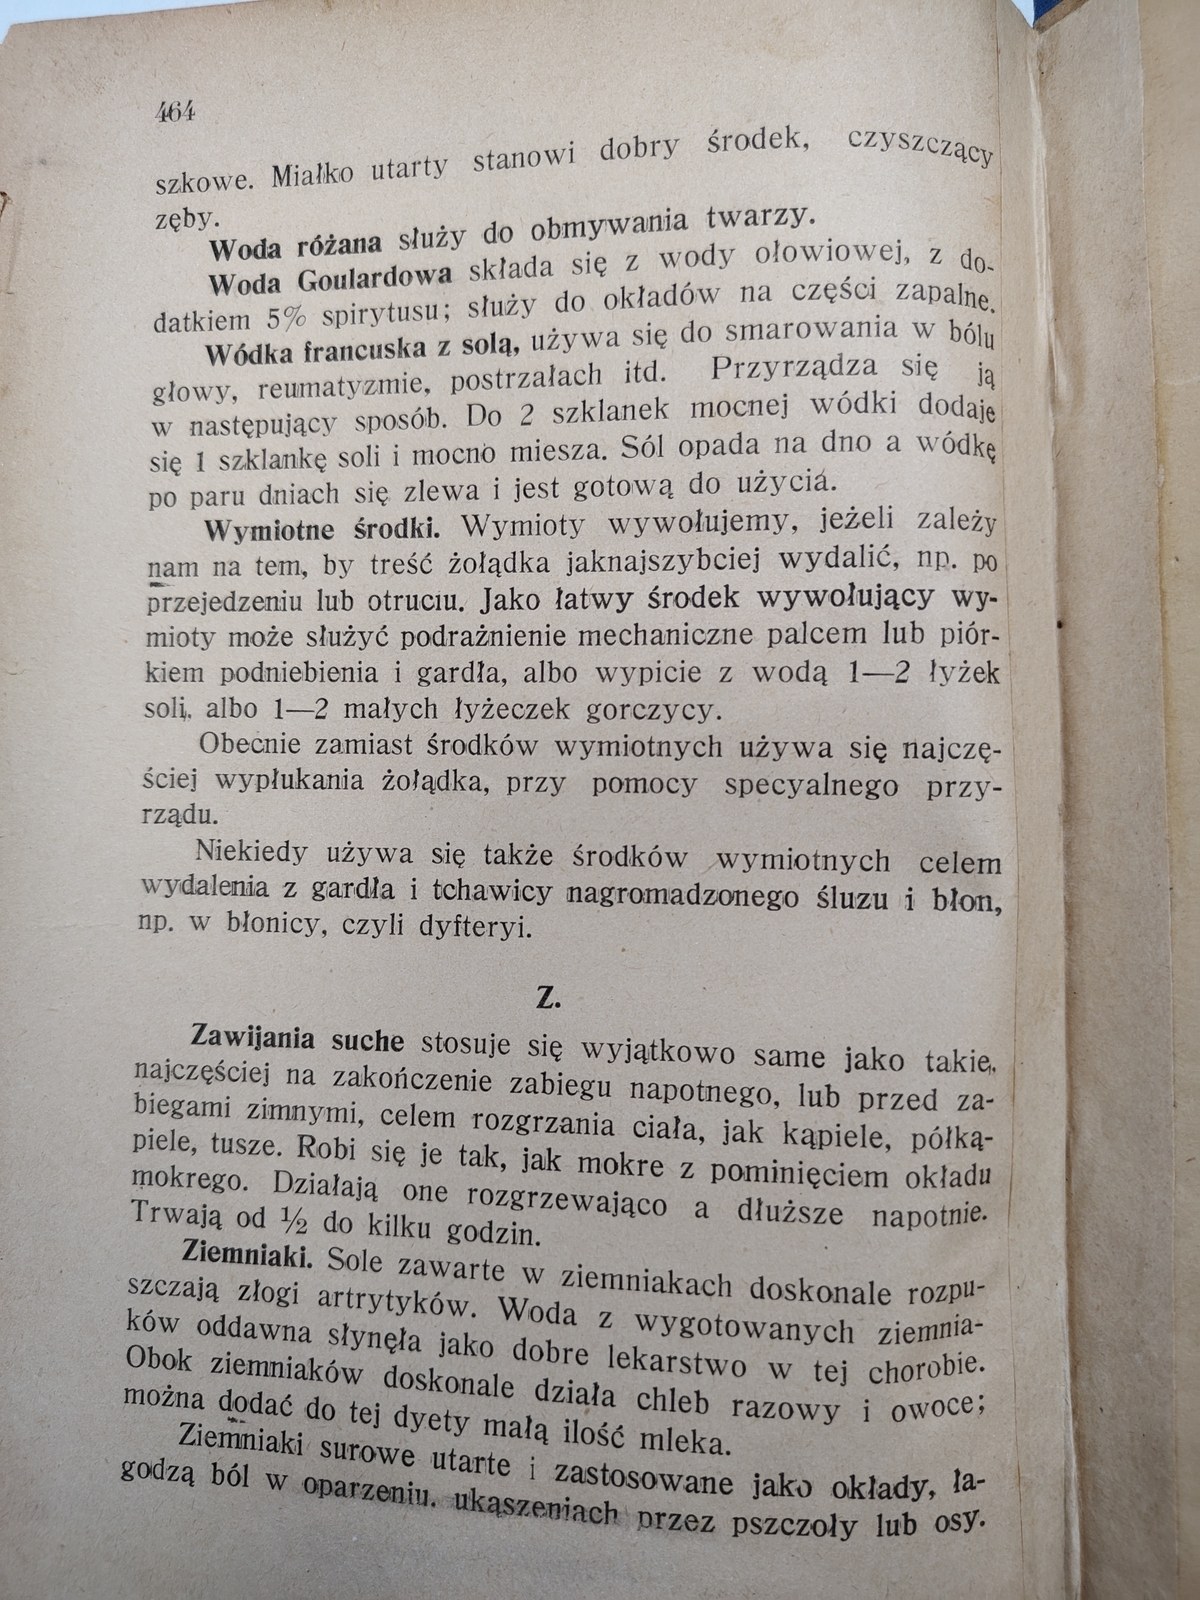 464
szkowe. Miałko utarty stanowi dobry środek, czyszczący
zęby.
Woda różana służy do obmywania twarzy.
Woda Goulardowa składa się z wody ołowiowej, z do-
datkiem 5% spirytusu; służy do okładów na części zapalne.
Wódka francuska z solą, używa się do smarowania w bólu
głowy, reumatyzmie, postrzałach itd. Przyrządza się ją
w następujący sposób. Do 2 szklanek mocnej wódki dodaje
się 1 szklankę soli i mocno miesza. Sól opada na dno a wódkę
po paru dniach się zlewa i jest gotową do użycia.
Wymiotne środki. Wymioty wywołujemy, jeżeli zależy
nam na tem, by treść żołądka jaknajszybciej wydalić, np. po
przejedzeniu lub otruciu. Jako łatwy środek wywołujący wy-
mioty może służyć podrażnienie mechaniczne palcem lub piór-
kiem podniebienia i gardła, albo wypicie z wodą 1—2 łyżek
soli, albo 1—2 małych łyżeczek gorczycy.
Obecnie zamiast środków wymiotnych używa się najczę-
ściej wypłukania żołądka, przy pomocy specyalnego przy-
rządu.
Niekiedy używa się także środków wymiotnych celem
wydalenia z gardła i tchawicy nagromadzonego śluzu i błon,
np. w błonicy, czyli dyfteryi.
Z.
Zawijania suche stosuje się wyjątkowo same jako takie,
najczęściej na zakończenie zabiegu napotnego, lub przed za-
biegami zimnymi, celem rozgrzania ciała, jak kąpiele, półką-
piele, tusze. Robi się je tak, jak mokre z pominięciem okładu
mokrego. Działają one rozgrzewająco a dłuższe napotnie.
Trwają od ½ do kilku godzin.
Ziemniaki. Sole zawarte w ziemniakach doskonale rozpu-
szczają złogi artrytyków. Woda z wygotowanych ziemnia-
ków oddawna słynęła jako dobre lekarstwo w tej chorobie.
Obok ziemniaków doskonale działa chleb razowy i owoce;
można dodać do tej dyety małą ilość mleka.
Ziemniaki surowe utarte i zastosowane jako okłady, ła-
godzą ból w oparzeniu, ukąszeniach przez pszczoły lub osy.